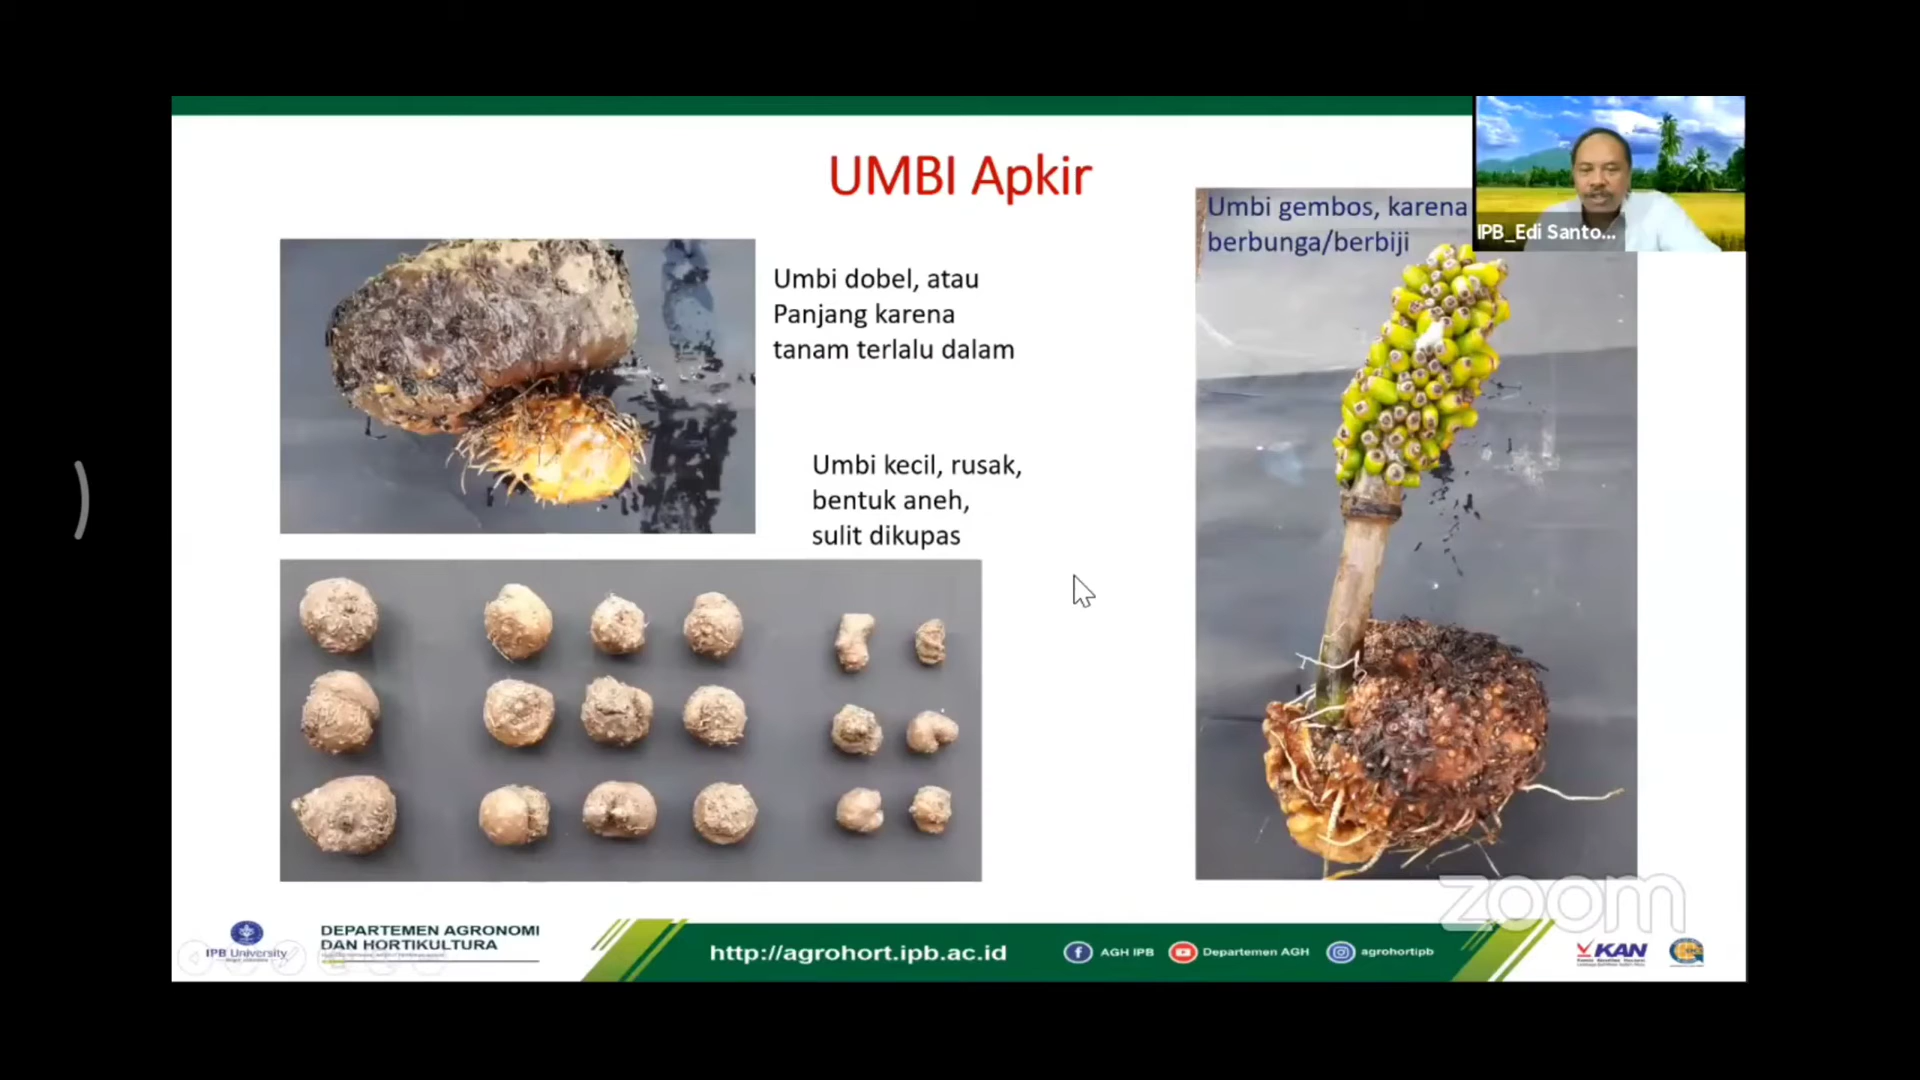 UMBI Apkir
Umbi gembos, karena
berbunga/berbiji
IPB_Edi Santo...
Umbi dobel, atau
Panjang karena
tanam terlalu dalam
Umbi kecil, rusak,
bentuk aneh,
sulit dikupas
zoom
IPB University
DEPARTEMEN AGRONOMI
DAN HORTIKULTURA
http://agrohort.ipb.ac.id
AGH IPB
Departemen AGH
agrohortipb
KAN